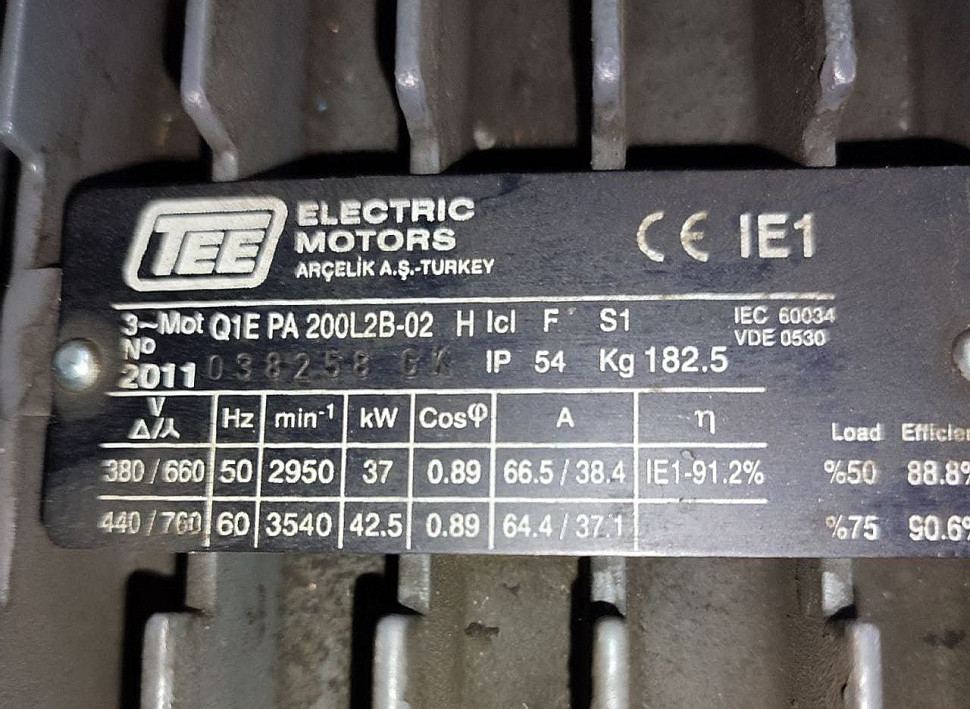 TEE
ELECTRIC
MOTORS
ARÇELİK A.Ş.-TURKEY
CE IE1
3~Mot Q1E PA 200L2B-02 H Icl F S1
IEC 60034
VDE 0530
No
2011 038258 GK IP 54 Kg 182.5
V Δ/⅄ Hz min⁻¹ kW Cosφ A η
Load
380/660 50 2950 37 0.89 66.5/38.4 IE1-91.2% %50 88.8%
440/760 60 3540 42.5 0.89 64.4/37.1 %75 90.6%